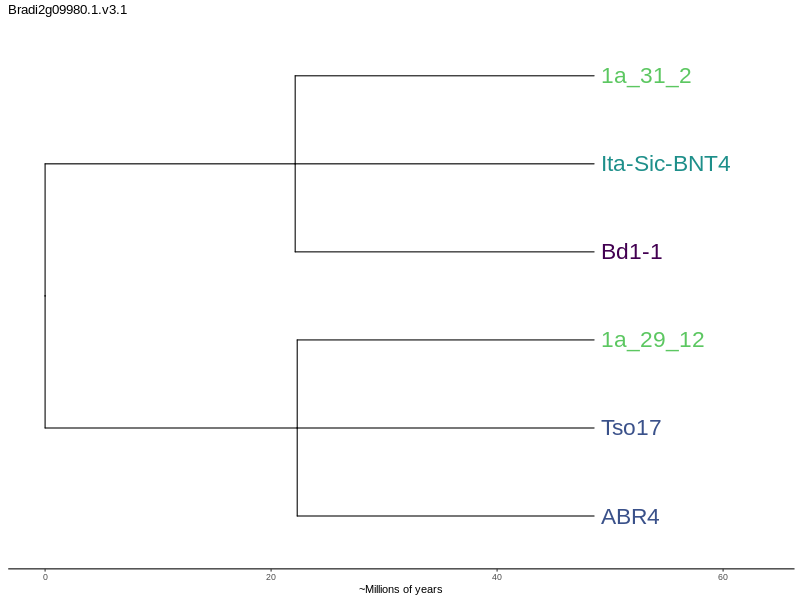 Bradi2g09980.1.v3.1
1a_31_2
Ita-Sic-BNT4
Bd1-1
1a_29_12
Tso17
ABR4
0 20 40 60
~Millions of years